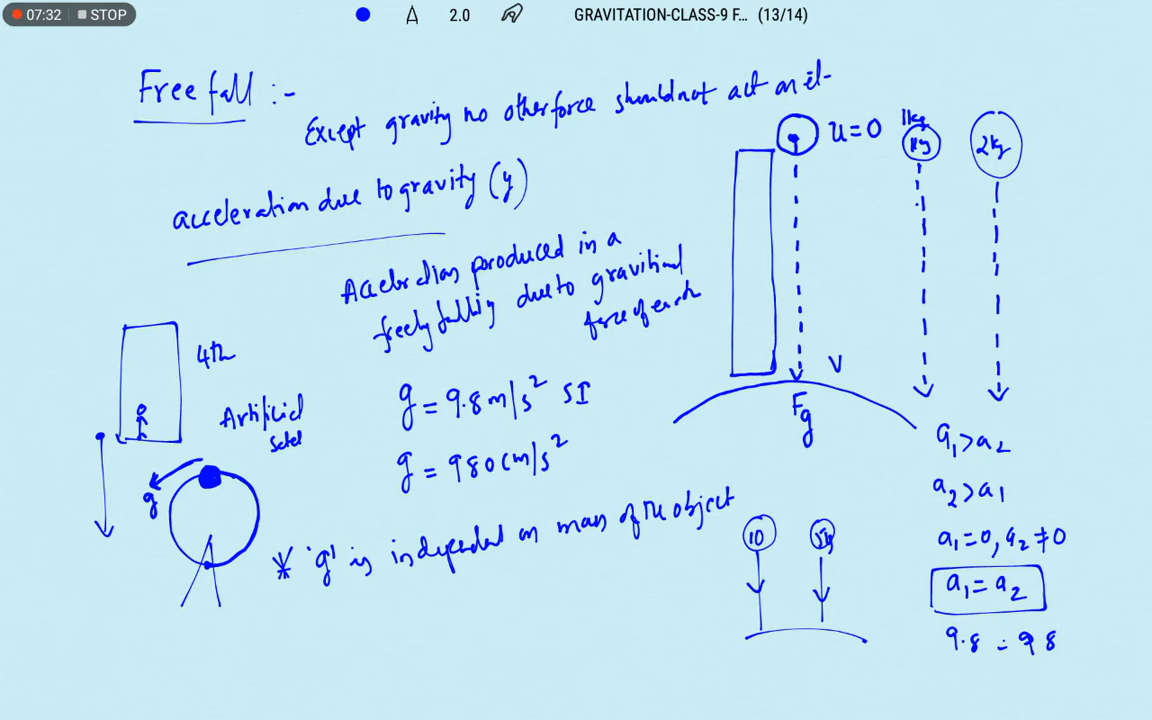 07:32 STOP
2.0
GRAVITATION-CLASS-9 F... (13/14)
Free fall :-
Except gravity no other force should not act on it-
acceleration due to gravity (g)
Acceleration produced in a
freely falling due to gravitional
force of earth
g = 9.8 m/s² SI
g = 980 cm/s²
* 'g' is independed on mass of the object
4th
Artificial
g
u=0
1kg
2kg
V
Fg
10
a₁>a₂
a₂>a₁
a₁=0, a₂≠0
a₁=a₂
9.8 = 9.8